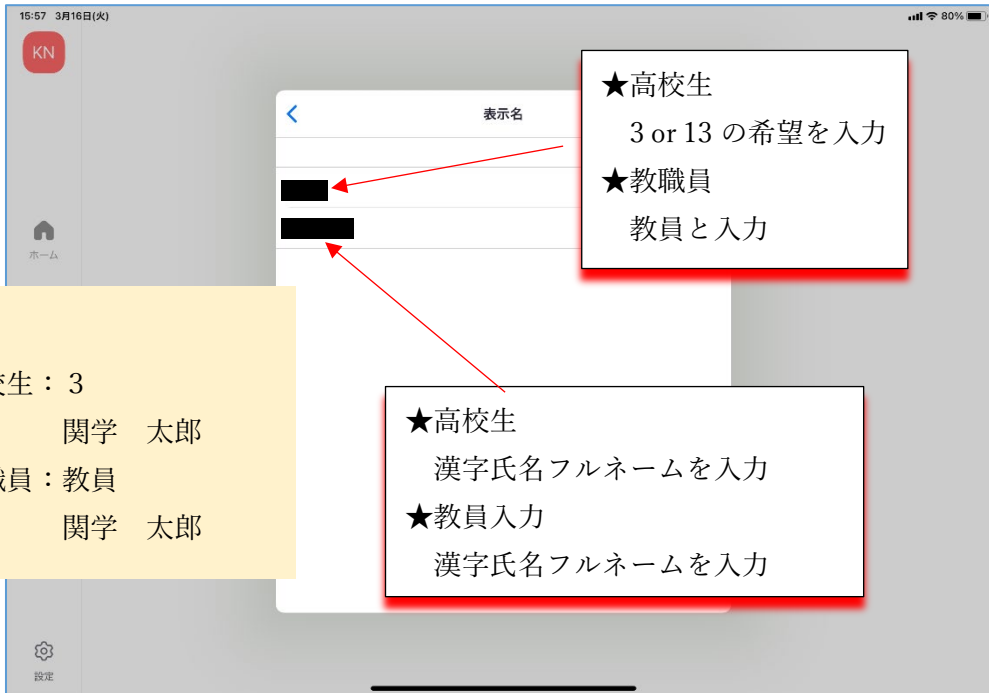 15:57 3月16日(火)
80%
KN
表示名
★高校生
3 or 13 の希望を入力
★教職員
教員と入力
ホーム
校生：3
関学 太郎
職員：教員
関学 太郎
★高校生
漢字氏名フルネームを入力
★教員入力
漢字氏名フルネームを入力
設定